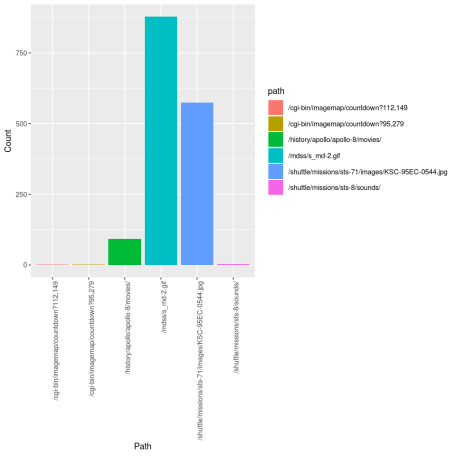 750
500
250
0
Count
/cgi-bin/imagemap/countdown?112,149
/cgi-bin/imagemap/countdown?95,279
/history/apollo/apollo-8/movies/
/mdss/s_md-2.gif
/shuttle/missions/sts-71/images/KSC-95EC-0544.jpg
/shuttle/missions/sts-8/sounds/
Path
path
/cgi-bin/imagemap/countdown?112,149
/cgi-bin/imagemap/countdown?95,279
/history/apollo/apollo-8/movies/
/mdss/s_md-2.gif
/shuttle/missions/sts-71/images/KSC-95EC-0544.jpg
/shuttle/missions/sts-8/sounds/